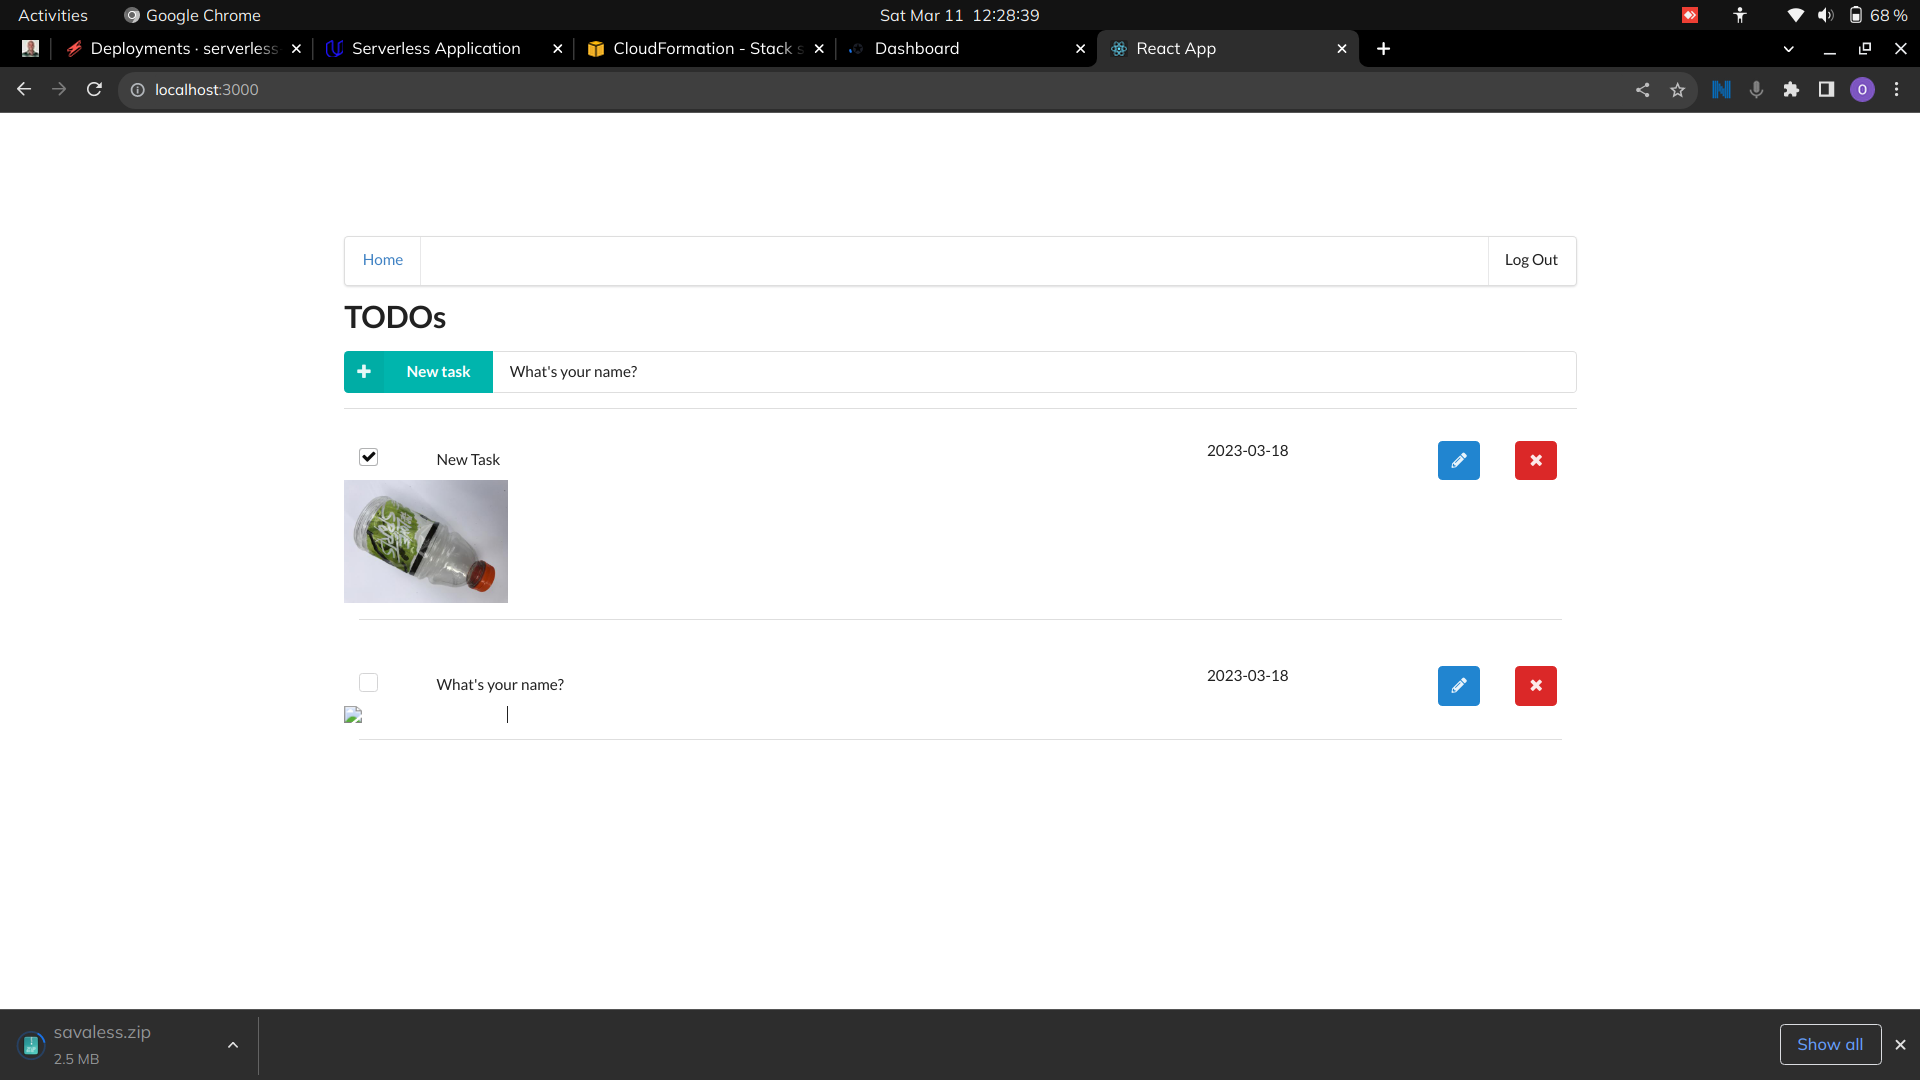 Activities Google Chrome Sat Mar 11 12:28:39 68 %
Deployments · serverless Serverless Application CloudFormation - Stack s Dashboard React App
localhost:3000 O
Home Log Out
TODOs
New task What's your name?
New Task 2023-03-18
What's your name? 2023-03-18
savaless.zip
2.5 MB
Show all